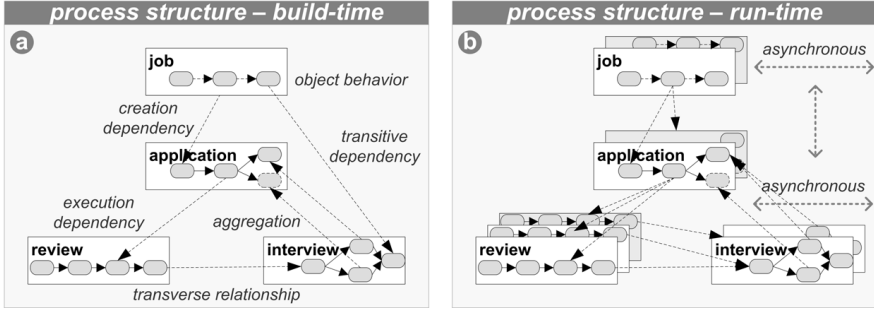 process structure – build-time
a
job
object behavior
creation
dependency
transitive
dependency
application
execution
dependency
aggregation
review
interview
transverse relationship
process structure – run-time
b
job
asynchronous
application
asynchronous
review
interview